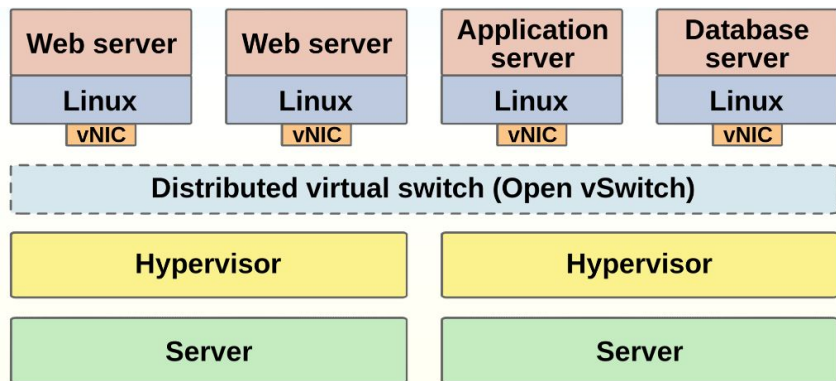 Web server
Web server
Application
server
Database
server
Linux
Linux
Linux
Linux
vNIC
vNIC
vNIC
vNIC
Distributed virtual switch (Open vSwitch)
Hypervisor
Hypervisor
Server
Server